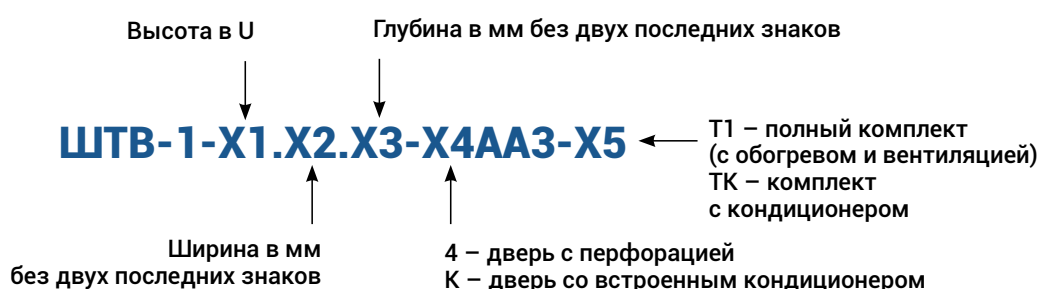 Высота в U
Глубина в мм без двух последних знаков
ШТВ-1-X1.X2.X3-X4AA3-X5
Т1 – полный комплект
(с обогревом и вентиляцией)
ТК – комплект
с кондиционером
Ширина в мм
без двух последних знаков
4 – дверь с перфорацией
К – дверь со встроенным кондиционером